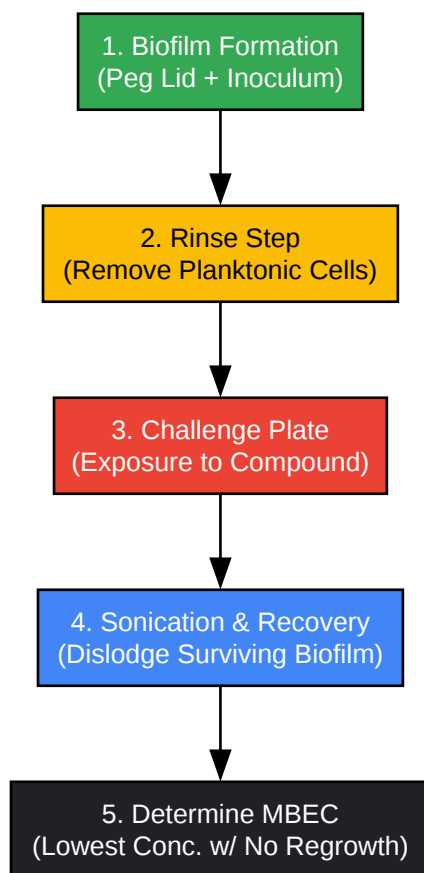 1. Biofilm Formation
(Peg Lid + Inoculum)
2. Rinse Step
(Remove Planktonic Cells)
3. Challenge Plate
(Exposure to Compound)
4. Sonication & Recovery
(Dislodge Surviving Biofilm)
5. Determine MBEC
(Lowest Conc. w/ No Regrowth)